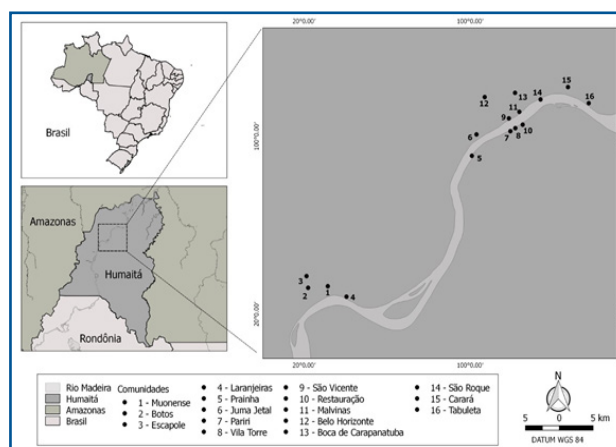 20°0.00'
100°0.00'
Brasil
Amazonas
Humaitá
Rondônia
100°0.00'
20°0.00'
15
13
14
16
12
11
9
10
8
7
6
5
3
2
1
4
20°0.00'
100°0.00'
Rio Madeira
Humaitá
Amazonas
Brasil
Comunidades
1 - Muonense
2 - Botos
3 - Escapole
4 - Laranjeiras
5 - Prainha
6 - Juma Jetal
7 - Pariri
8 - Vila Torre
9 - São Vicente
10 - Restauração
11 - Malvinas
12 - Belo Horizonte
13 - Boca de Carapanatuba
14 - São Roque
15 - Carará
16 - Tabuleta
N
5 km 0 5 km
DATUM WGS 84